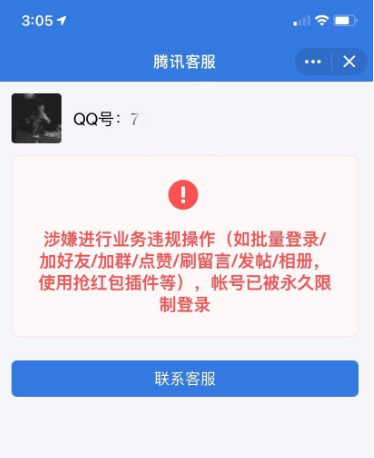 3:05
腾讯客服
QQ号：7
涉嫌进行业务违规操作（如批量登录/
加好友/加群/点赞/刷留言/发帖/相册，
使用抢红包插件等），帐号已被永久限
制登录
联系客服